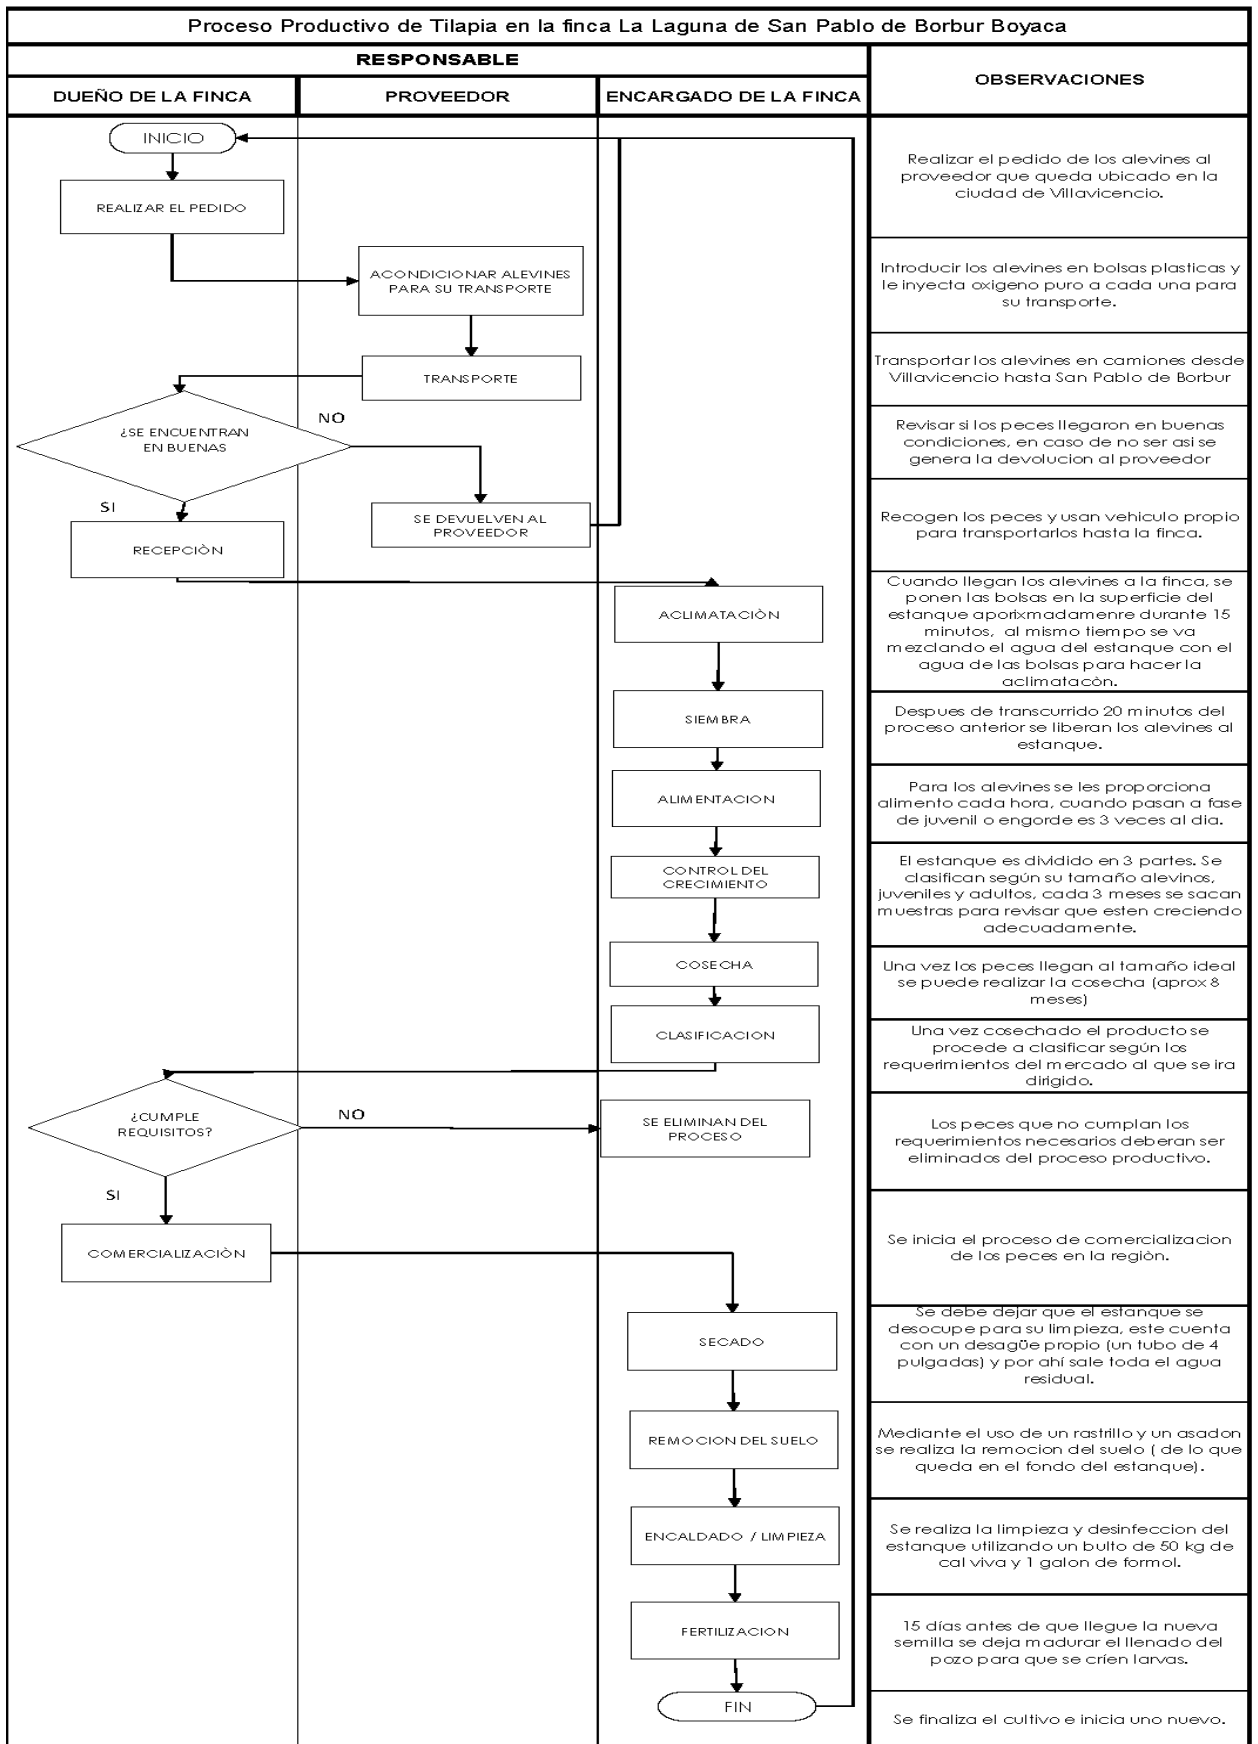 Proceso Productivo de Tilapia en la finca La Laguna de San Pablo de Borbur Boyaca
RESPONSABLE
OBSERVACIONES
DUEÑO DE LA FINCA
PROVEEDOR
ENCARGADO DE LA FINCA
INICIO
Realizar el pedido de los alevines al
proveedor que queda ubicado en la
ciudad de Villavicencio.
REALIZAR EL PEDIDO
ACONDICIONAR ALEVINES
PARA SU TRANSPORTE
Introducir los alevines en bolsas plasticas y
le inyecta oxigeno puro a cada una para
su transporte.
TRANSPORTE
Transportar los alevines en camiones desde
Villavicencio hasta San Pablo de Borbur
¿SE ENCUENTRAN
EN BUENAS
NO
SI
Revisar si los peces llegaron en buenas
condiciones, en caso de no ser asi se
genera la devolucion al proveedor
SE DEVUELVEN AL
PROVEEDOR
RECEPCIÒN
Recogen los peces y usan vehiculo propio
para transportarlos hasta la finca.
ACLIMATACIÒN
Cuando llegan los alevines a la finca, se
ponen las bolsas en la superficie del
estanque aporixmadamenre durante 15
minutos, al mismo tiempo se va
mezclando el agua del estanque con el
agua de las bolsas para hacer la
aclimatacòn.
SIEMBRA
Despues de transcurrido 20 minutos del
proceso anterior se liberan los alevines al
estanque.
ALIMENTACION
Para los alevines se les proporciona
alimento cada hora, cuando pasan a fase
de juvenil o engorde es 3 veces al dia.
CONTROL DEL
CRECIMIENTO
El estanque es dividido en 3 partes. Se
clasifican según su tamaño alevinos,
juveniles y adultos, cada 3 meses se sacan
muestras para revisar que esten creciendo
adecuadamente.
COSECHA
Una vez los peces llegan al tamaño ideal
se puede realizar la cosecha (aprox 8
meses)
CLASIFICACION
Una vez cosechado el producto se
procede a clasificar según los
requerimientos del mercado al que se ira
dirigido.
¿CUMPLE
REQUISITOS?
NO
SI
SE ELIMINAN DEL
PROCESO
Los peces que no cumplan los
requerimientos necesarios deberan ser
eliminados del proceso productivo.
COMERCIALIZACIÒN
Se inicia el proceso de comercializacion
de los peces en la regiòn.
SECADO
Se debe dejar que el estanque se
desocupe para su limpieza, este cuenta
con un desagüe propio (un tubo de 4
pulgadas) y por ahí sale toda el agua
residual.
REMOCION DEL SUELO
Mediante el uso de un rastrillo y un asadon
se realiza la remocion del suelo ( de lo que
queda en el fondo del estanque).
ENCALDADO / LIMPIEZA
Se realiza la limpieza y desinfeccion del
estanque utilizando un bulto de 50 kg de
cal viva y 1 galon de formol.
FERTILIZACION
15 días antes de que llegue la nueva
semilla se deja madurar el llenado del
pozo para que se críen larvas.
FIN
Se finaliza el cultivo e inicia uno nuevo.